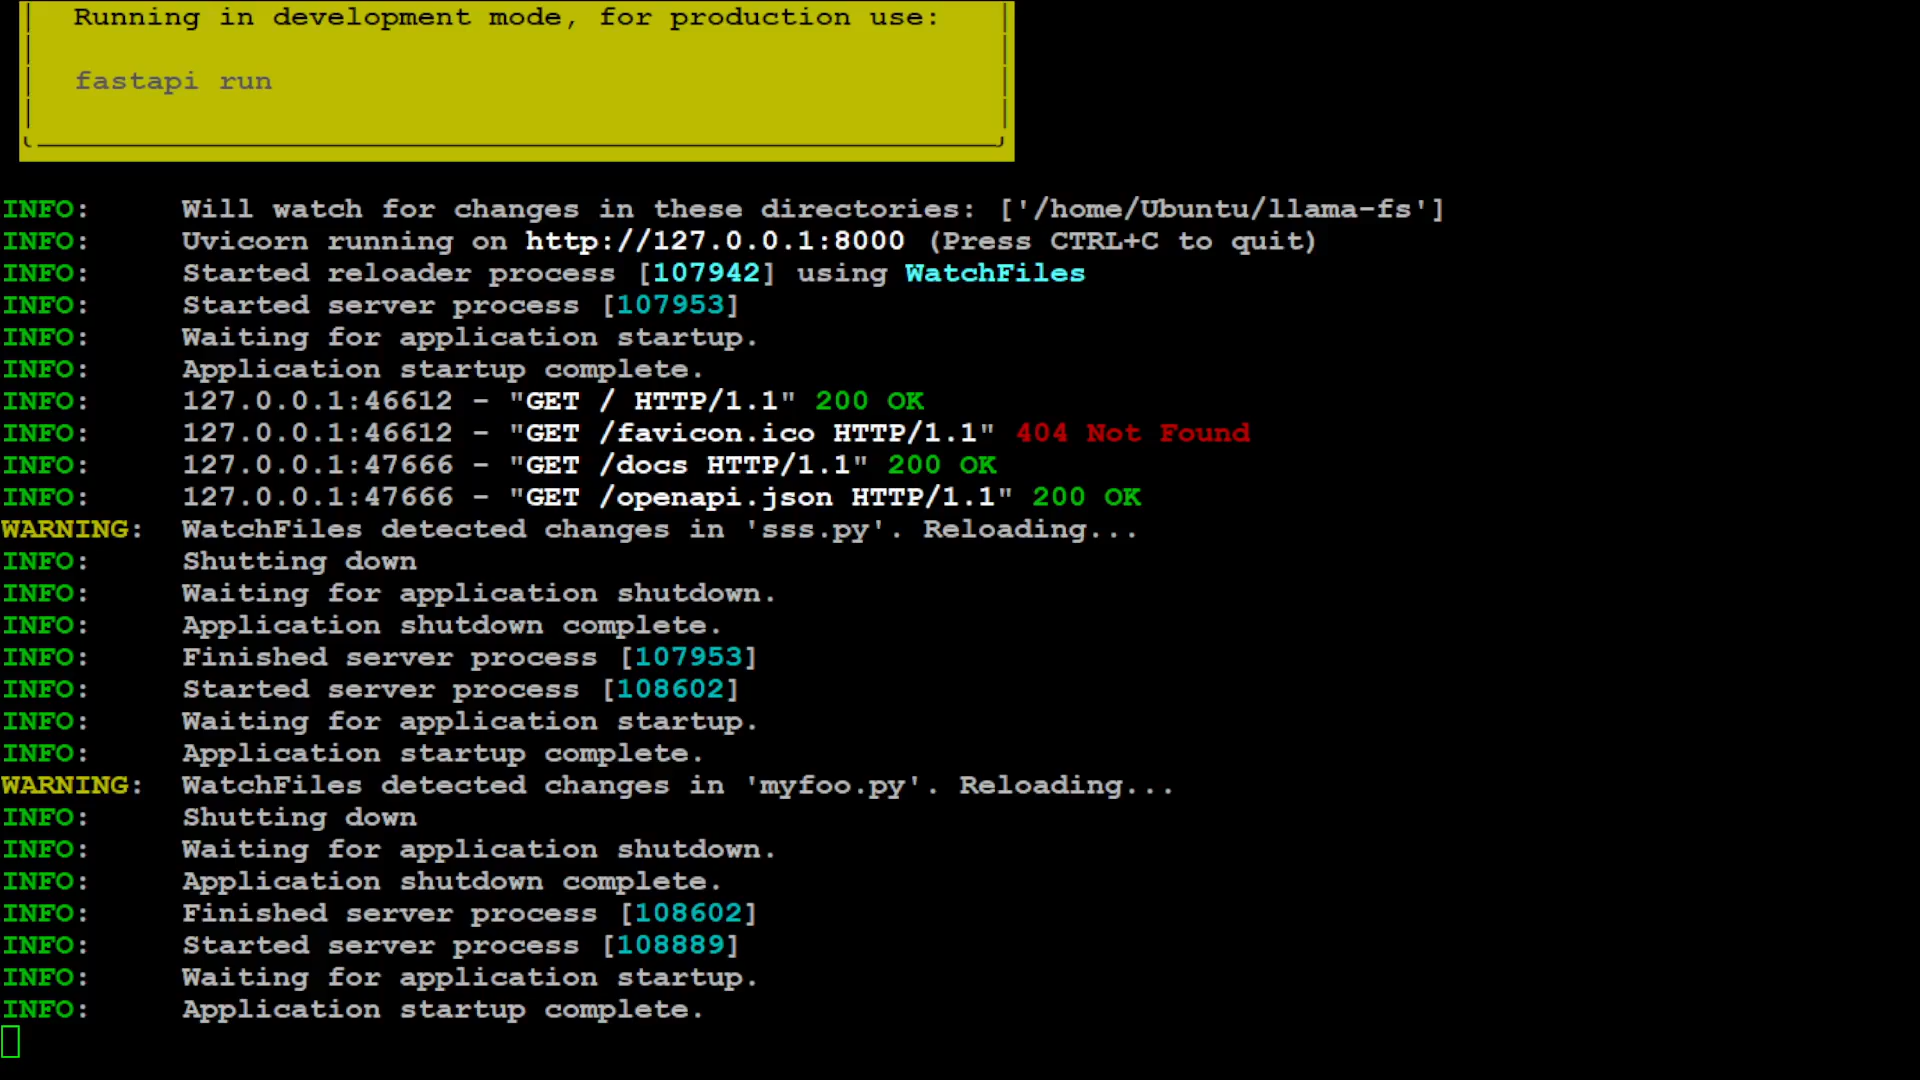 Running in development mode, for production use:
fastapi run
INFO: Will watch for changes in these directories: ['/home/Ubuntu/llama-fs']
INFO: Uvicorn running on http://127.0.0.1:8000 (Press CTRL+C to quit)
INFO: Started reloader process [107942] using WatchFiles
INFO: Started server process [107953]
INFO: Waiting for application startup.
INFO: Application startup complete.
INFO: 127.0.0.1:46612 - "GET / HTTP/1.1" 200 OK
INFO: 127.0.0.1:46612 - "GET /favicon.ico HTTP/1.1" 404 Not Found
INFO: 127.0.0.1:47666 - "GET /docs HTTP/1.1" 200 OK
INFO: 127.0.0.1:47666 - "GET /openapi.json HTTP/1.1" 200 OK
WARNING: WatchFiles detected changes in 'sss.py'. Reloading...
INFO: Shutting down
INFO: Waiting for application shutdown.
INFO: Application shutdown complete.
INFO: Finished server process [107953]
INFO: Started server process [108602]
INFO: Waiting for application startup.
INFO: Application startup complete.
WARNING: WatchFiles detected changes in 'myfoo.py'. Reloading...
INFO: Shutting down
INFO: Waiting for application shutdown.
INFO: Application shutdown complete.
INFO: Finished server process [108602]
INFO: Started server process [108889]
INFO: Waiting for application startup.
INFO: Application startup complete.